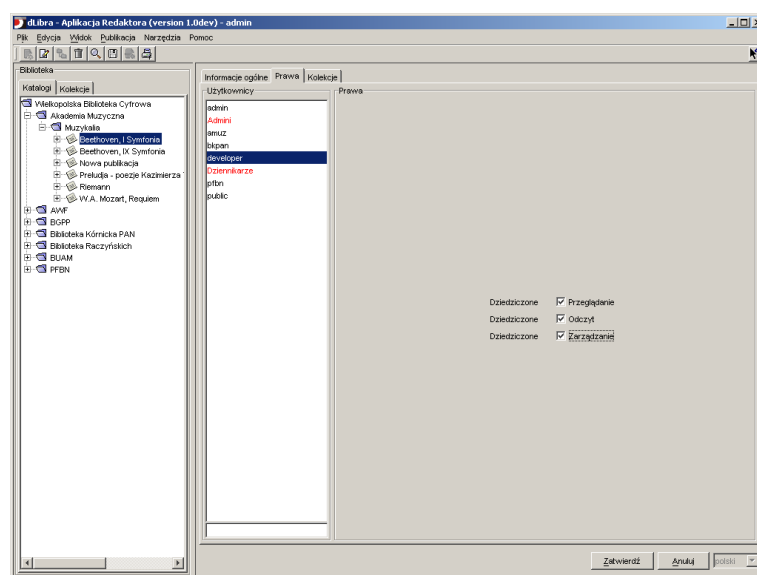 dLibra - Aplikacja Redaktora (version 1.0dev) - admin
Plik Edycja Widok Publikacja Narzędzia Pomoc
Biblioteka
Katalogi Kolekcje
Wielkopolska Biblioteka Cyfrowa
Akademia Muzyczna
Muzykalia
Beethoven, I Symfonia
Beethoven, IX Symfonia
Nowa publikacja
Preludja - poezje Kazimierza
Riemann
W.A. Mozart, Requiem
AWF
BGPP
Biblioteka Kórnicka PAN
Biblioteka Raczyńskich
BUAM
PFBN
Informacje ogólne Prawa Kolekcje
Użytkownicy
admin
Admini
amuz
bkpan
developer
Dziennikarze
pfbn
public
Prawa
Dziedziczone Przeglądanie
Dziedziczone Odczyt
Dziedziczone Zarządzanie
Zatwierdź Anuluj polski